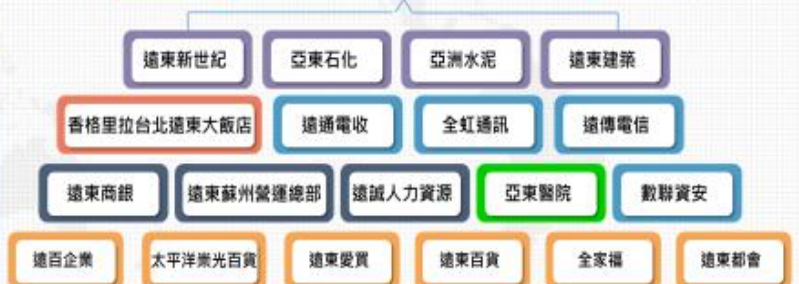 遠東新世紀 亞東石化 亞洲水泥 遠東建築
香格里拉台北遠東大飯店 遠通電收 全虹通訊 遠傳電信
遠東商銀 遠東蘇州營運總部 遠誠人力資源 亞東醫院 數聯資安
遠百企業 太平洋崇光百貨 遠東愛買 遠東百貨 全家福 遠東都會